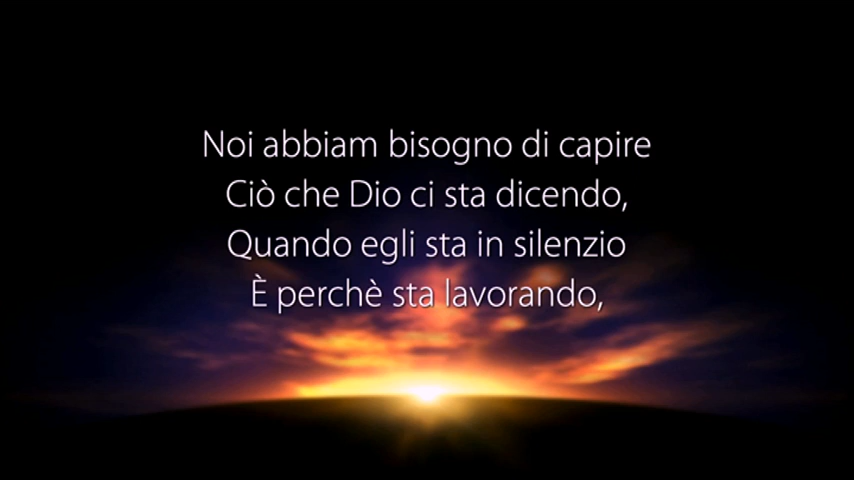 Noi abbiam bisogno di capire
Ciò che Dio ci sta dicendo,
Quando egli sta in silenzio
È perchè sta lavorando,